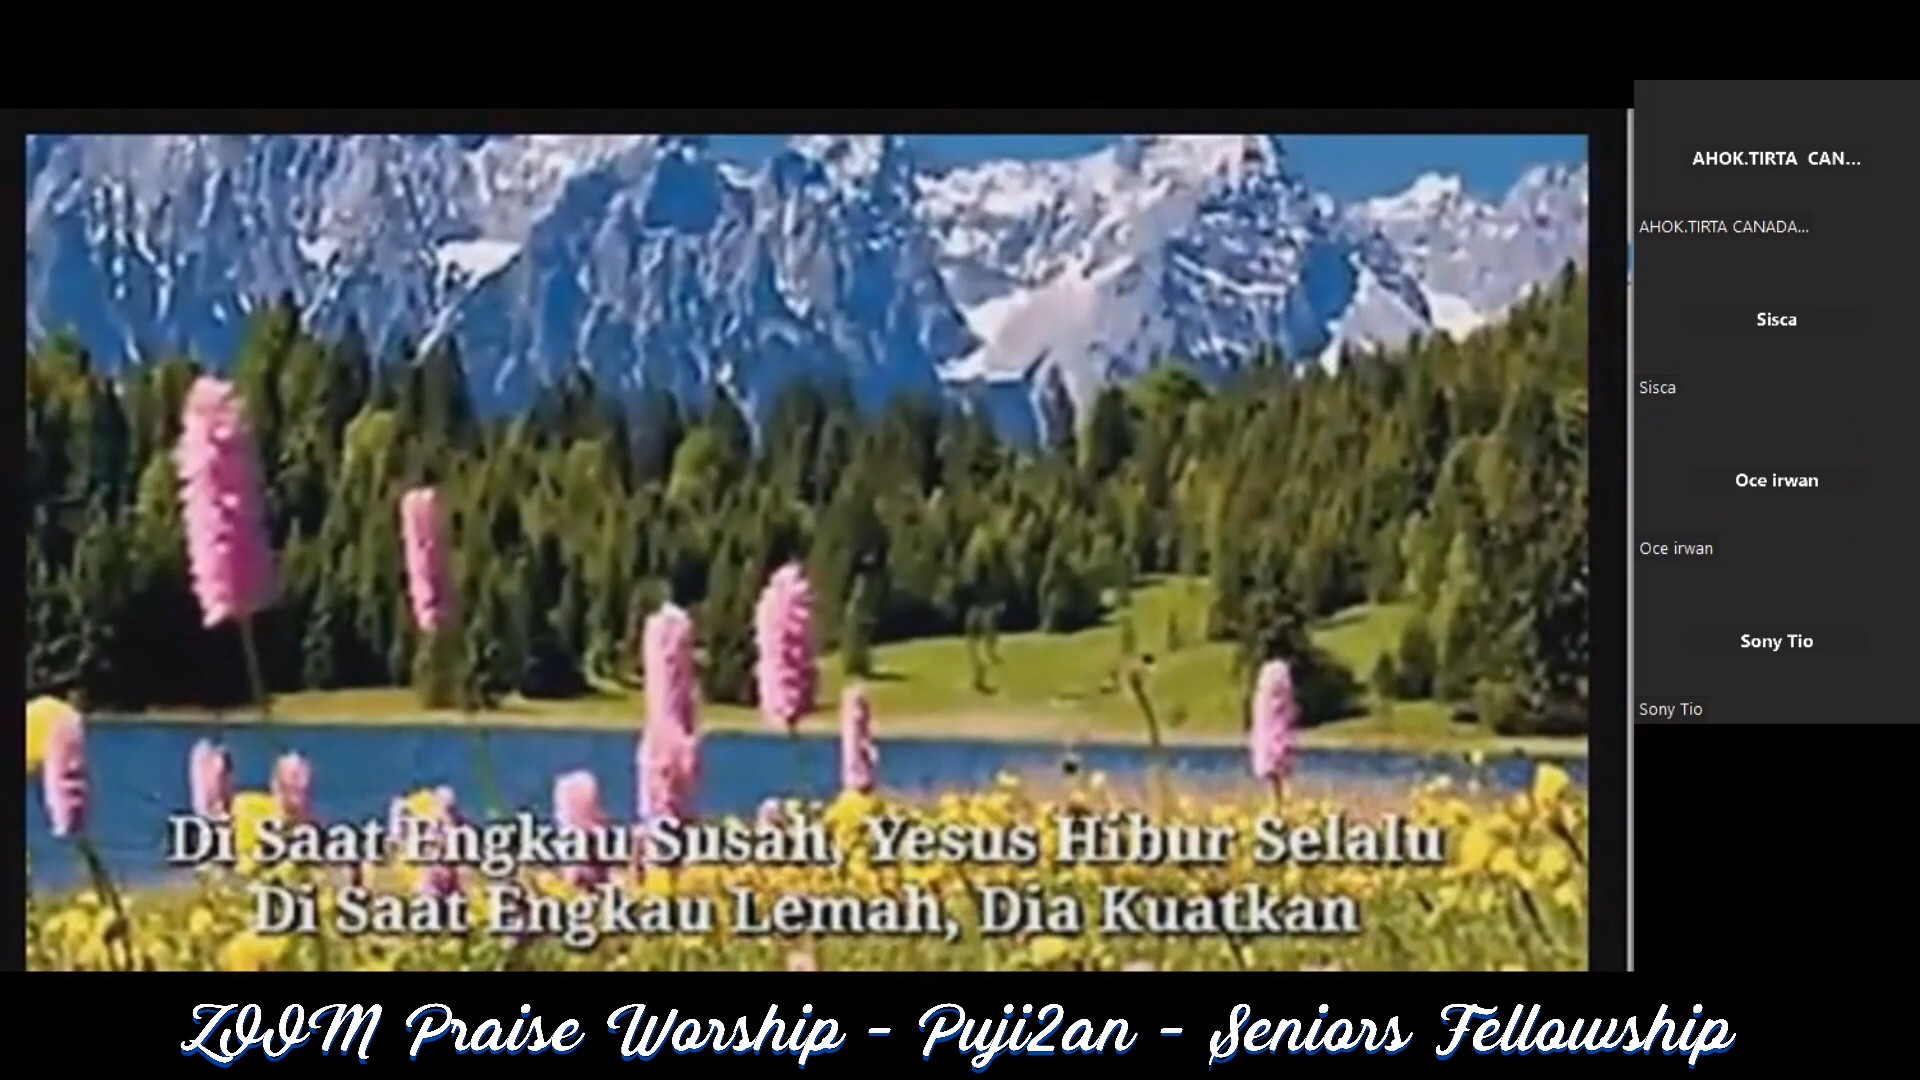 AHOK.TIRTA CAN...
AHOK.TIRTA CANADA...
Sisca
Sisca
Oce irwan
Oce irwan
Sony Tio
Sony Tio
Di Saat Engkau Susah, Yesus Hibur Selalu
Di Saat Engkau Lemah, Dia Kuatkan
ZOOM Praise Worship - Puji2an - Seniors Fellowship